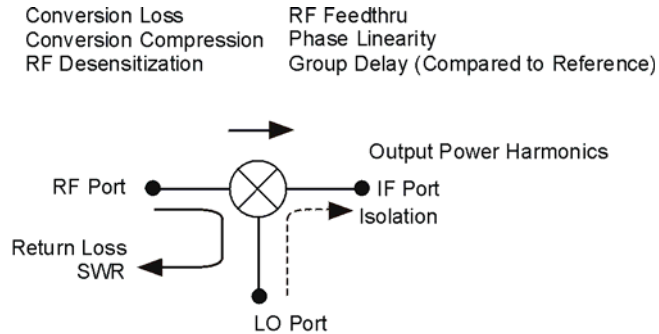 Conversion Loss
Conversion Compression
RF Desensitization
RF Feedthru
Phase Linearity
Group Delay (Compared to Reference)
Output Power Harmonics
RF Port
IF Port
Isolation
Return Loss
SWR
LO Port